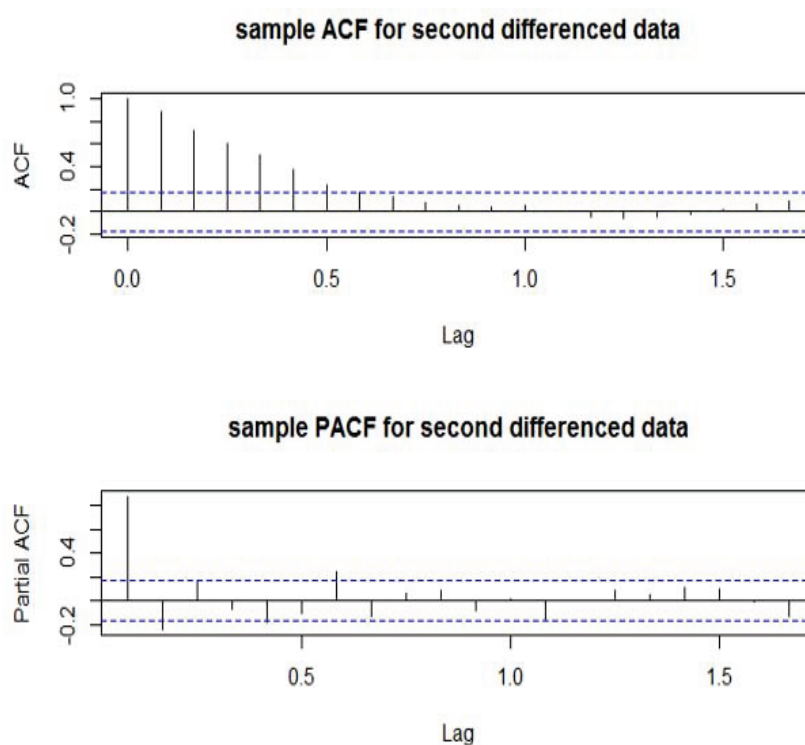 sample ACF for second differenced data
ACF
1.0
0.4
-0.2
0.0 0.5 1.0 1.5
Lag
sample PACF for second differenced data
Partial ACF
0.4
-0.2
0.5 1.0 1.5
Lag